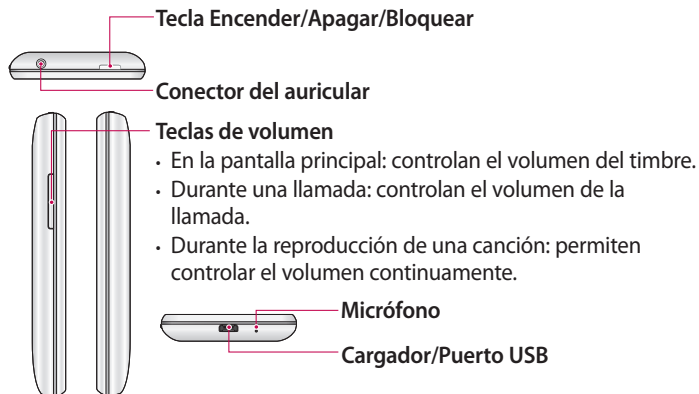 Tecla Encender/Apagar/Bloquear
Conector del auricular
Teclas de volumen
• En la pantalla principal: controlan el volumen del timbre.
• Durante una llamada: controlan el volumen de la
llamada.
• Durante la reproducción de una canción: permiten
controlar el volumen continuamente.
Micrófono
Cargador/Puerto USB